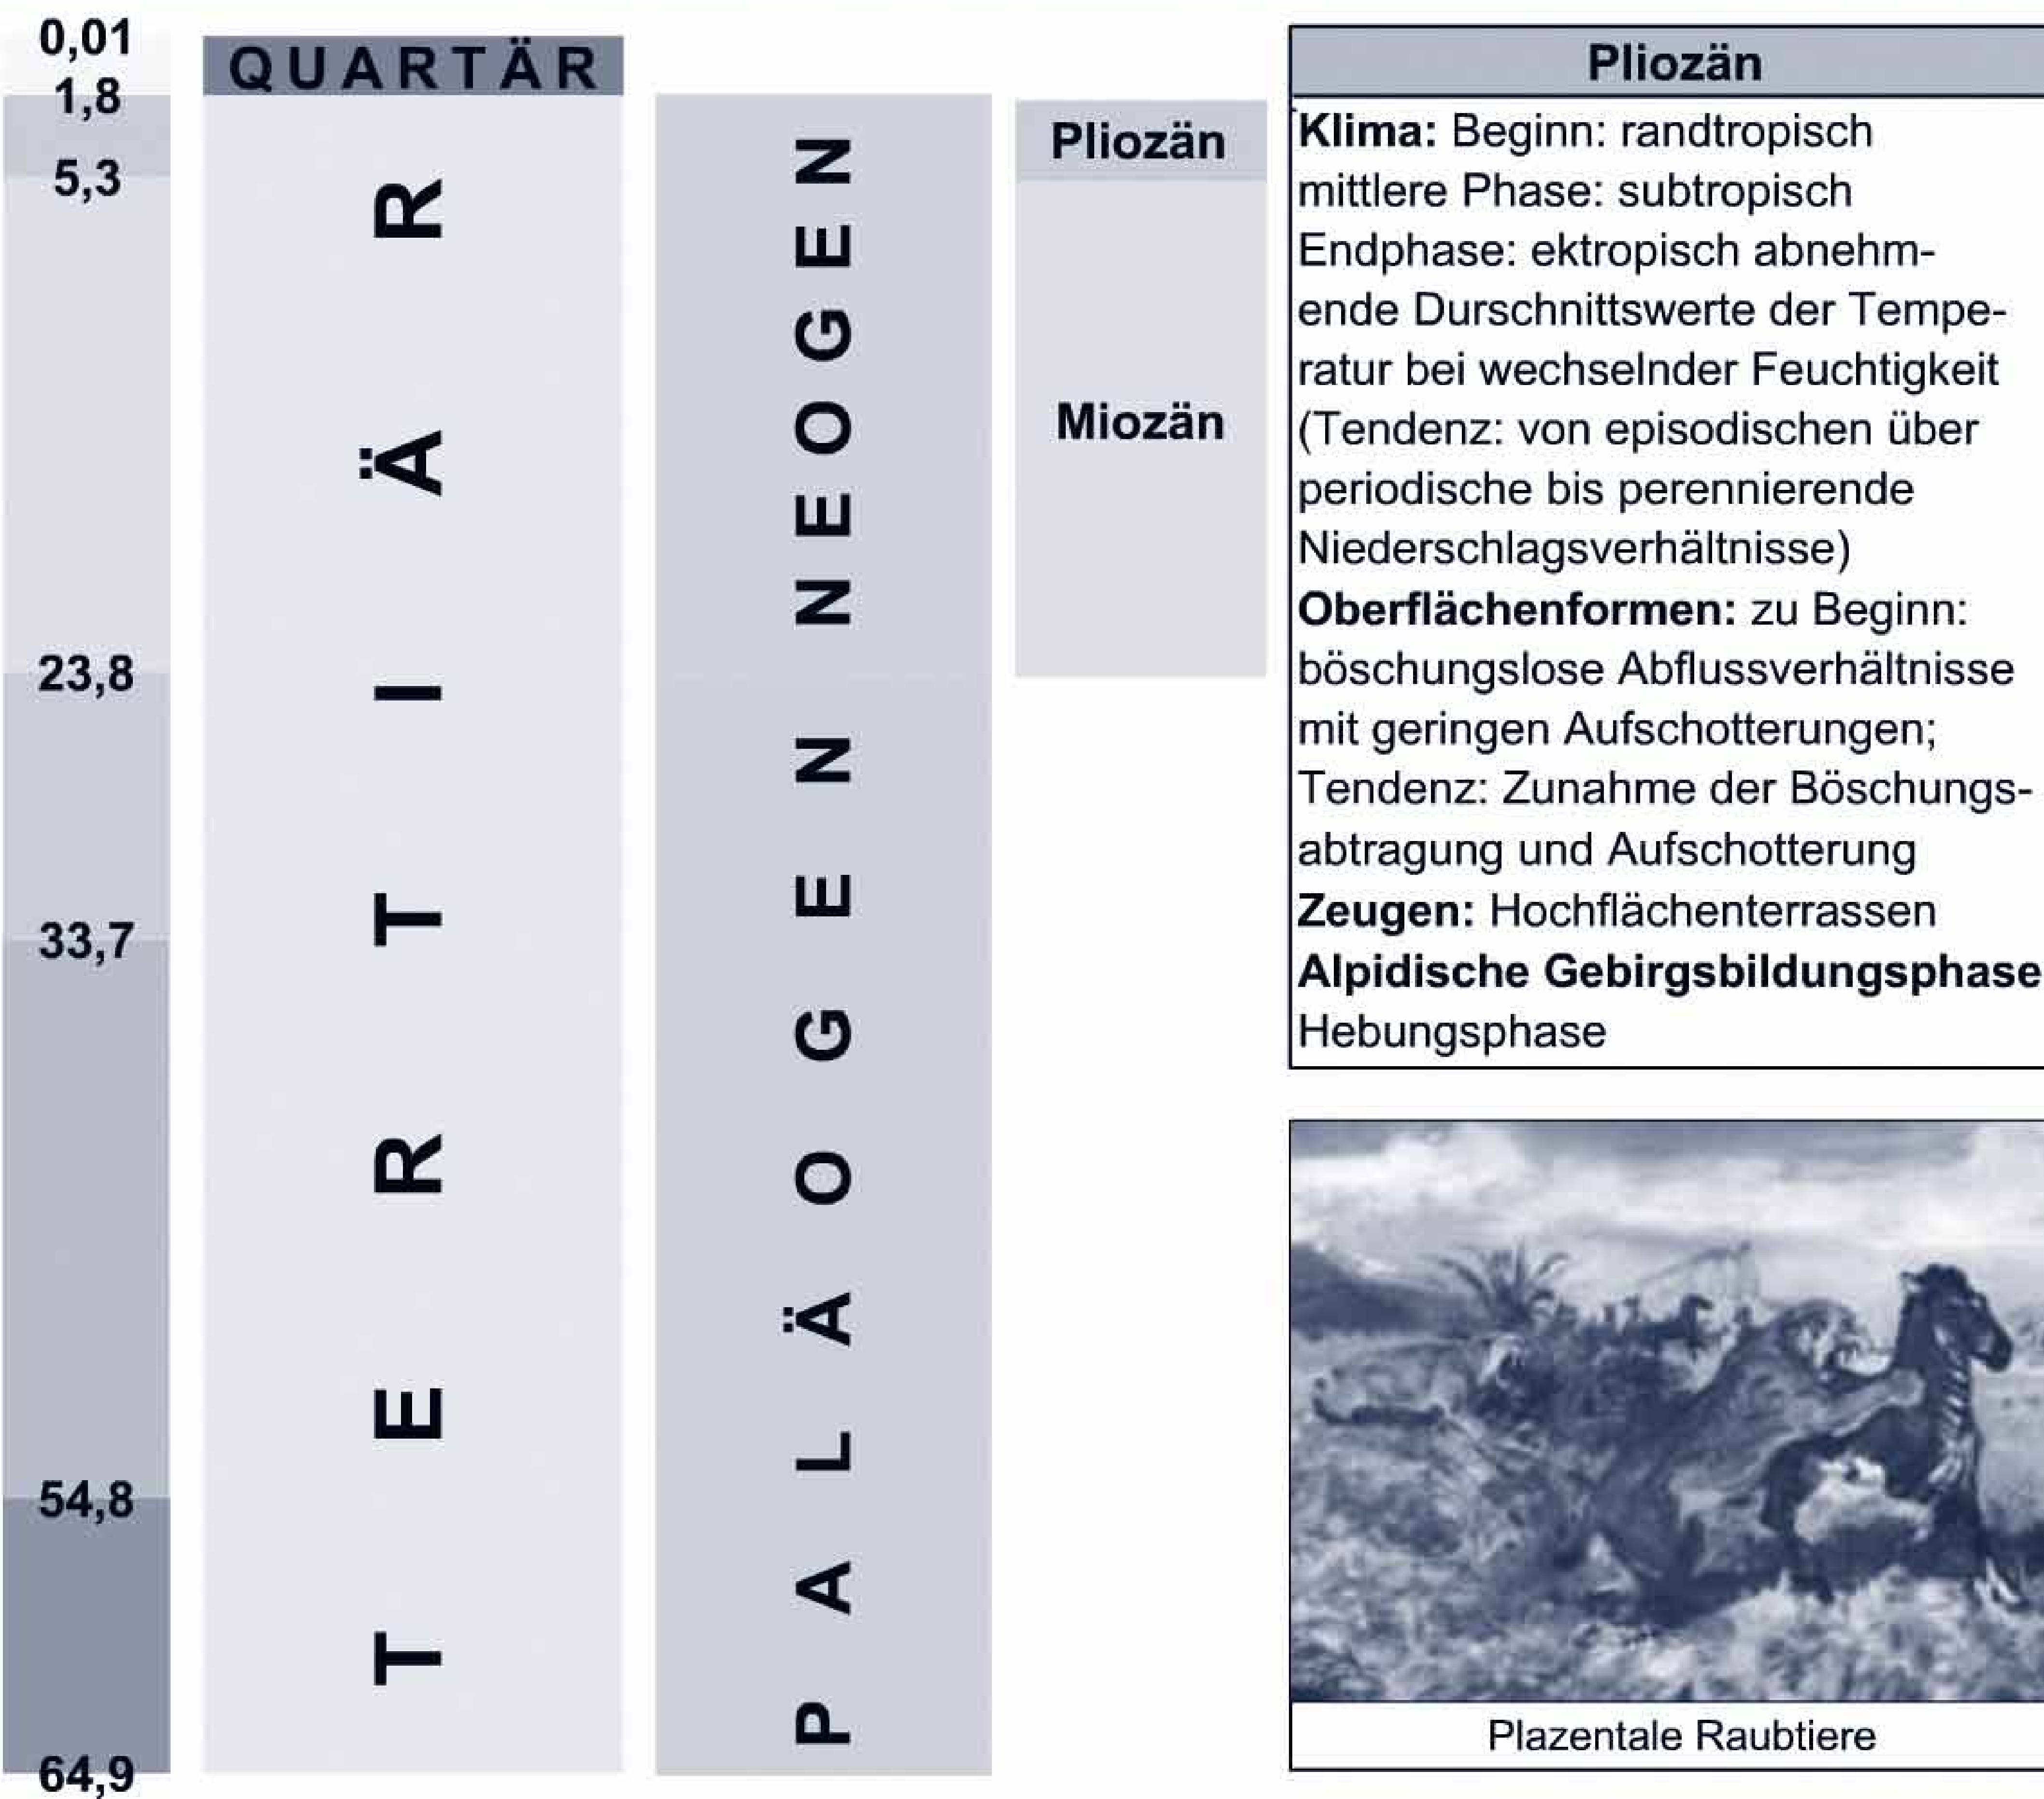 0,01
1,8
5,3
23,8
33,7
54,8
64,9
QUARTÄR
TERTIÄR
PALÄOGEN NEOGEN
Pliozän
Miozän
Pliozän
Klima: Beginn: randtropisch
mittlere Phase: subtropisch
Endphase: ektropisch abnehm-
ende Durschnittswerte der Tempe-
ratur bei wechselnder Feuchtigkeit
(Tendenz: von episodischen über
periodische bis perennierende
Niederschlagsverhältnisse)
Oberflächenformen: zu Beginn:
böschungslose Abflussverhältnisse
mit geringen Aufschotterungen;
Tendenz: Zunahme der Böschungs-
abtragung und Aufschotterung
Zeugen: Hochflächenterrassen
Alpidische Gebirgsbildungsphase
Hebungsphase
Plazentale Raubtiere